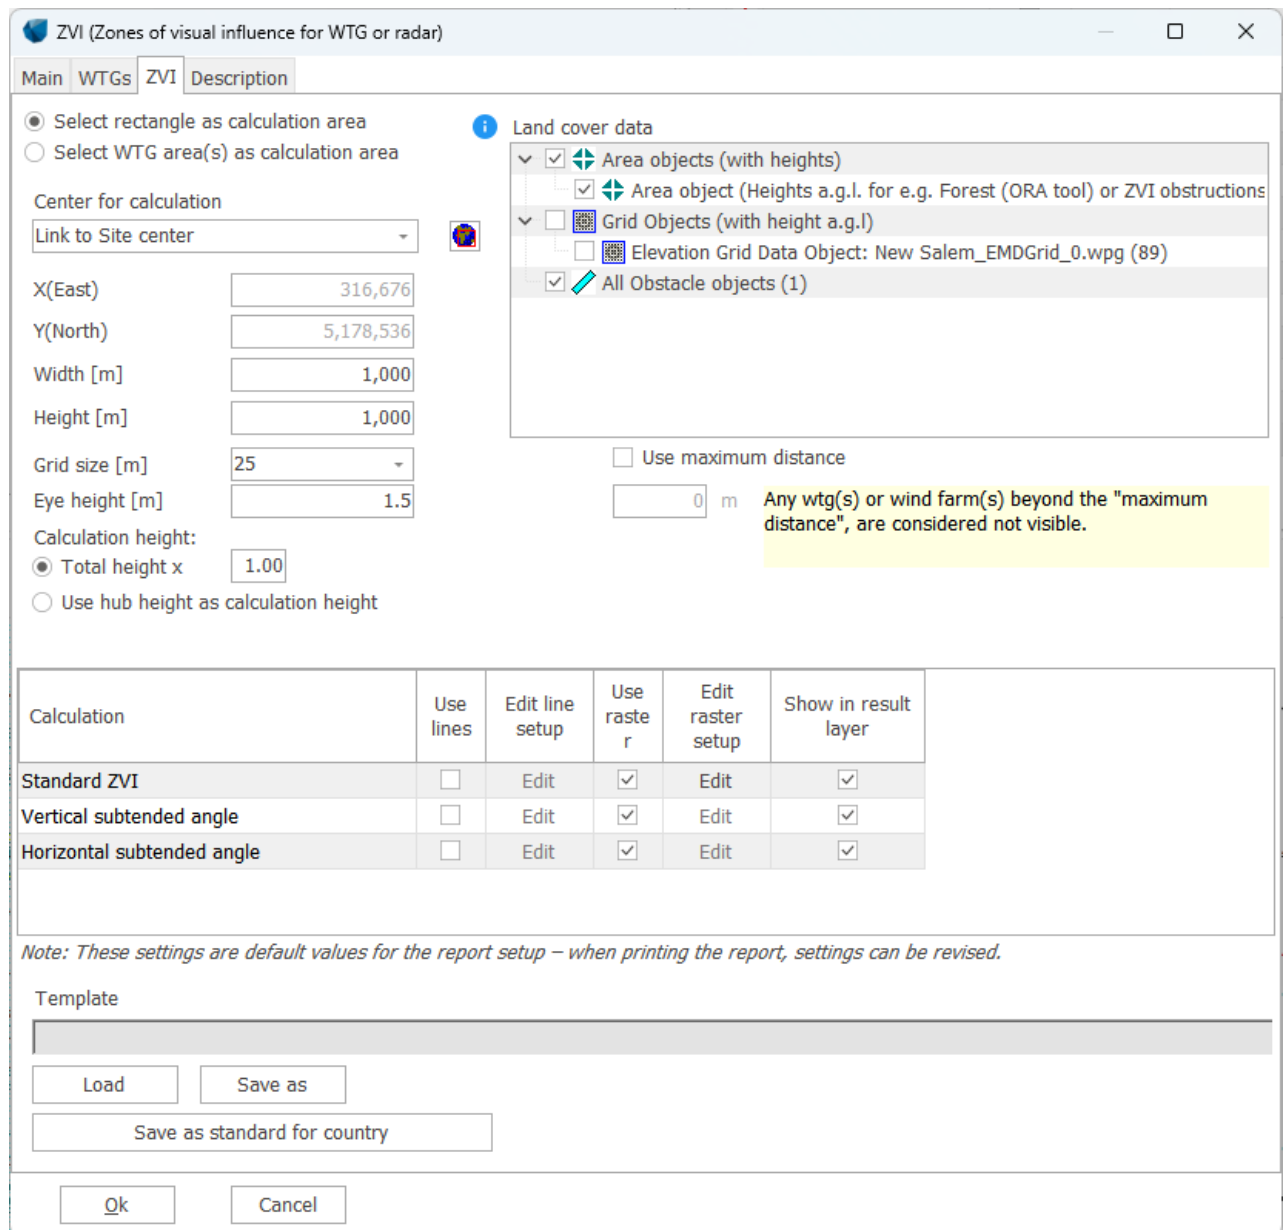 ZVI (Zones of visual influence for WTG or radar)
Main WTGs ZVI Description
Select rectangle as calculation area
Select WTG area(s) as calculation area
Center for calculation
Link to Site center
X(East) 316,676
Y(North) 5,178,536
Width [m] 1,000
Height [m] 1,000
Grid size [m] 25
Eye height [m] 1.5
Calculation height:
Total height x 1.00
Use hub height as calculation height
Land cover data
Area objects (with heights)
Area object (Heights a.g.l. for e.g. Forest (ORA tool) or ZVI obstructions
Grid Objects (with height a.g.l)
Elevation Grid Data Object: New Salem_EMDGrid_0.wpg (89)
All Obstacle objects (1)
Use maximum distance
0 m
Any wtg(s) or wind farm(s) beyond the "maximum
distance", are considered not visible.
Calculation Use lines Edit line setup Use raste r Edit raster setup Show in result layer
Standard ZVI Edit Edit
Vertical subtended angle Edit Edit
Horizontal subtended angle Edit Edit
Note: These settings are default values for the report setup – when printing the report, settings can be revised.
Template
Load Save as
Save as standard for country
Ok Cancel